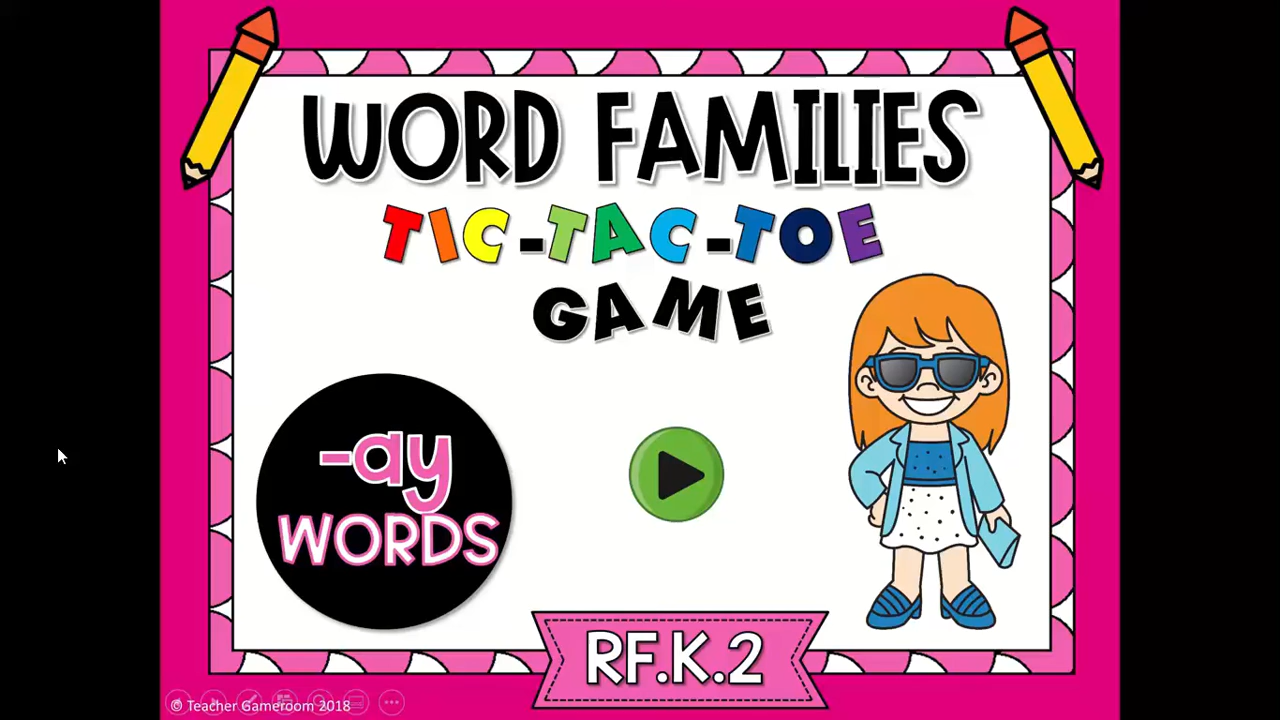 WORD FAMILIES
TIC-TAC-TOE
GAME
-ay
WORDS
RF.K.2
© Teacher Gameroom 2018